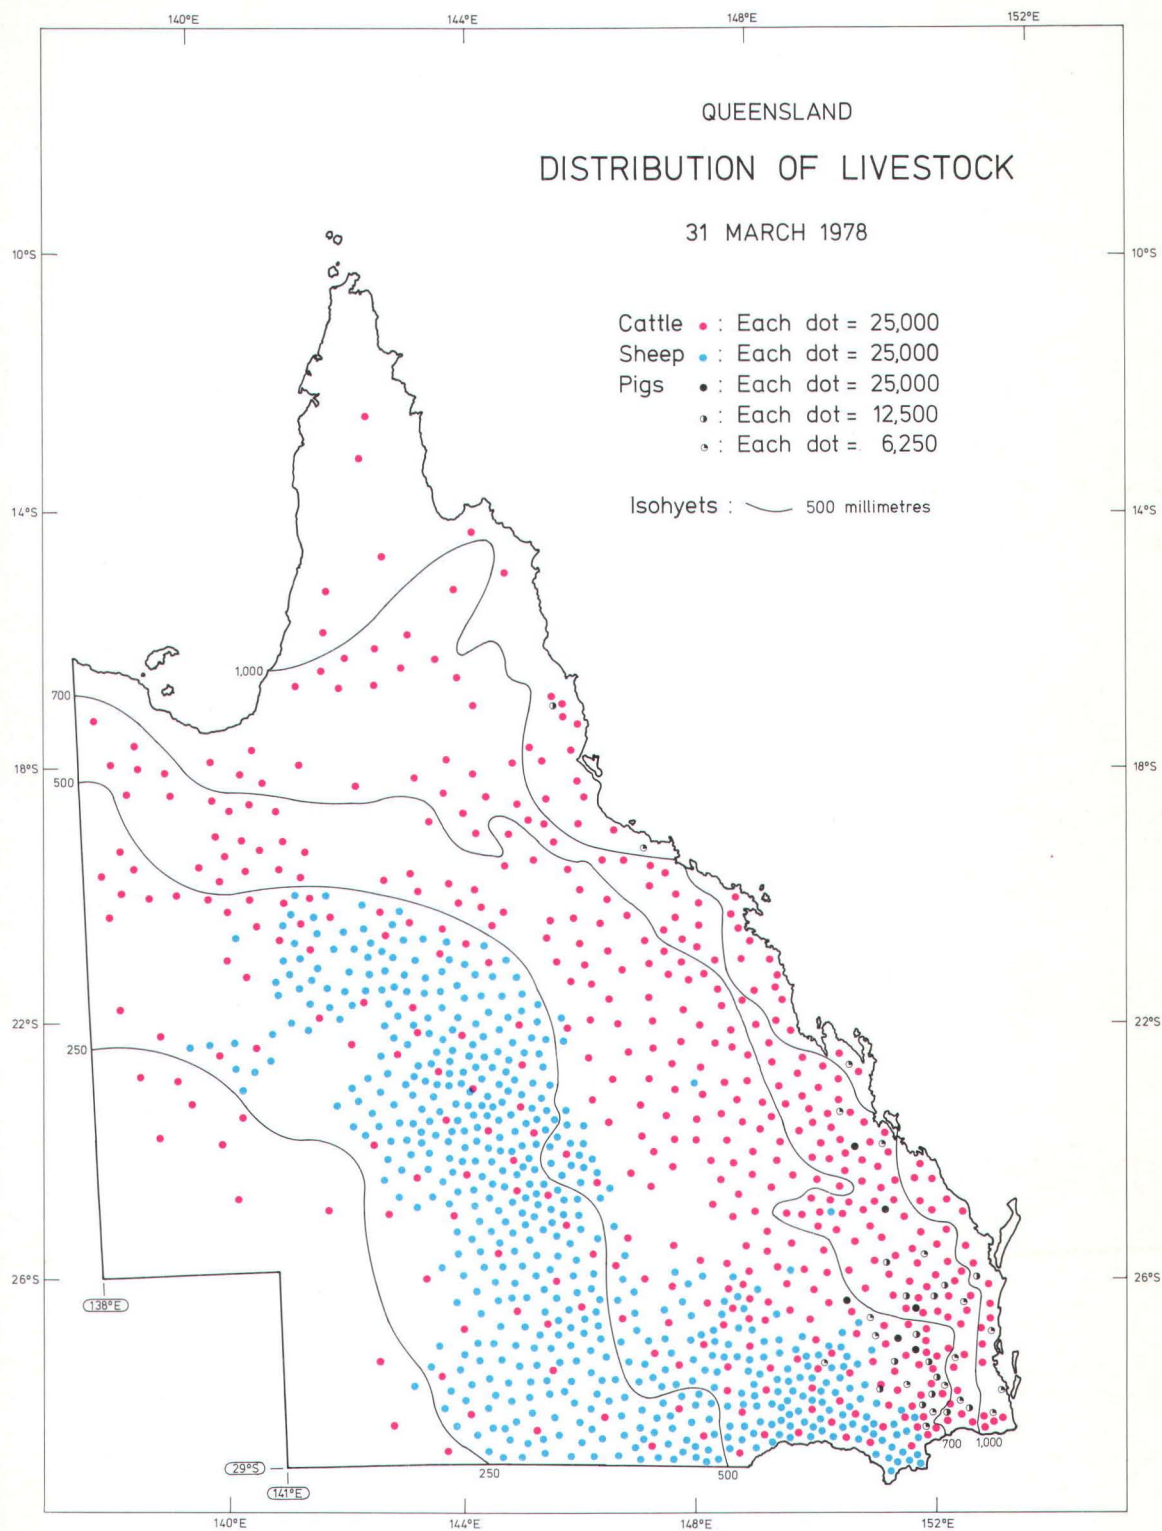 140°E 144°E 148°E 152°E
QUEENSLAND
DISTRIBUTION OF LIVESTOCK
31 MARCH 1978
10°S 10°S
Cattle : Each dot = 25,000
Sheep : Each dot = 25,000
Pigs : Each dot = 25,000
: Each dot = 12,500
: Each dot = 6,250
Isohyets : 500 millimetres
14°S 14°S
1,000
700
18°S 18°S
500
22°S 22°S
250
26°S 26°S
138°E
700 1,000
29°S 250 500
141°E
140°E 144°E 148°E 152°E